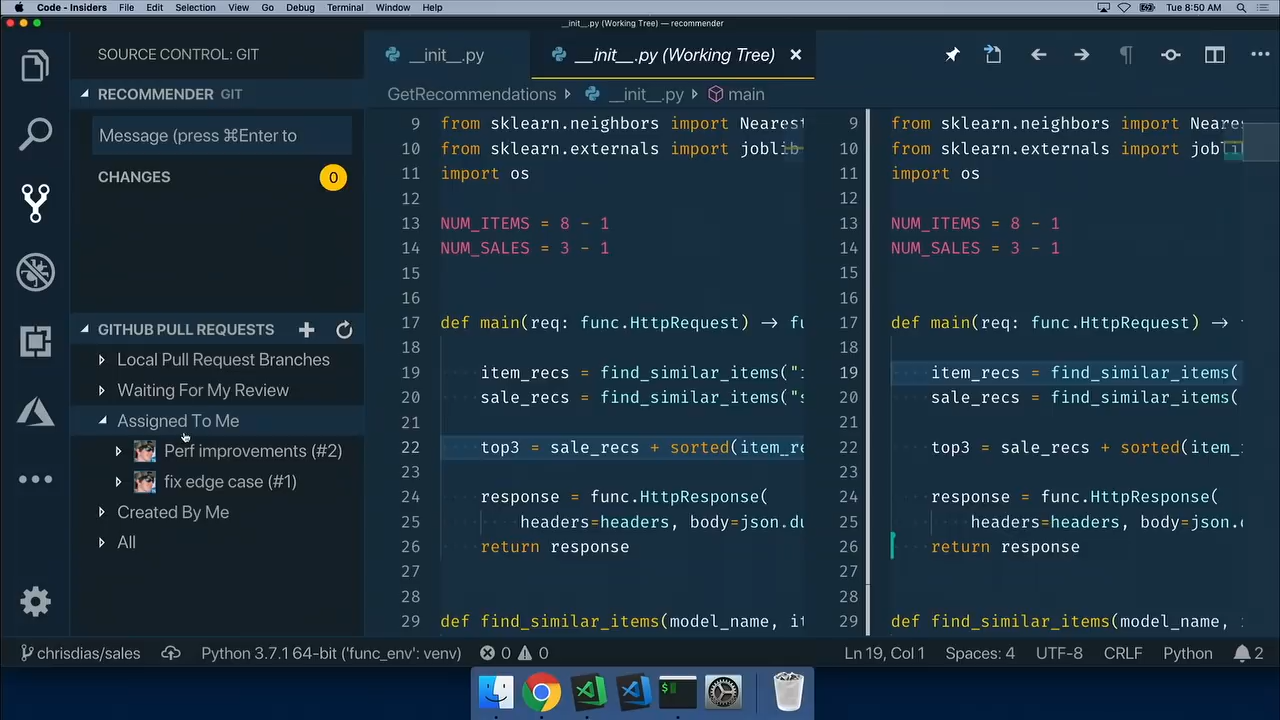 Code - Insiders File Edit Selection View Go Debug Terminal Window Help Tue 8:50 AM
__init__.py (Working Tree) — recommender
SOURCE CONTROL: GIT
RECOMMENDER GIT
Message (press ⌘Enter to
CHANGES 0
GITHUB PULL REQUESTS
Local Pull Request Branches
Waiting For My Review
Assigned To Me
Perf improvements (#2)
fix edge case (#1)
Created By Me
All
__init__.py __init__.py (Working Tree)
GetRecommendations __init__.py main
9 from sklearn.neighbors import Nearest
10 from sklearn.externals import joblib
11 import os
12
13 NUM_ITEMS = 8 - 1
14 NUM_SALES = 3 - 1
15
16
17 def main(req: func.HttpRequest) → fu
18
19 item_recs = find_similar_items("i
20 sale_recs = find_similar_items("s
21
22 top3 = sale_recs + sorted(item_re
23
24 response = func.HttpResponse(
25 headers=headers, body=json.du
26 return response
27
28
29 def find_similar_items(model_name, it
9 from sklearn.neighbors import Neares
10 from sklearn.externals import jobli
11 import os
12
13 NUM_ITEMS = 8 - 1
14 NUM_SALES = 3 - 1
15
16
17 def main(req: func.HttpRequest) →
18
19 item_recs = find_similar_items(
20 sale_recs = find_similar_items(
21
22 top3 = sale_recs + sorted(item_
23
24 response = func.HttpResponse(
25 headers=headers, body=json.
26 return response
27
28
29 def find_similar_items(model_name,
chrisdias/sales Python 3.7.1 64-bit ('func_env': venv) 0 0 Ln 19, Col 1 Spaces: 4 UTF-8 CRLF Python 2